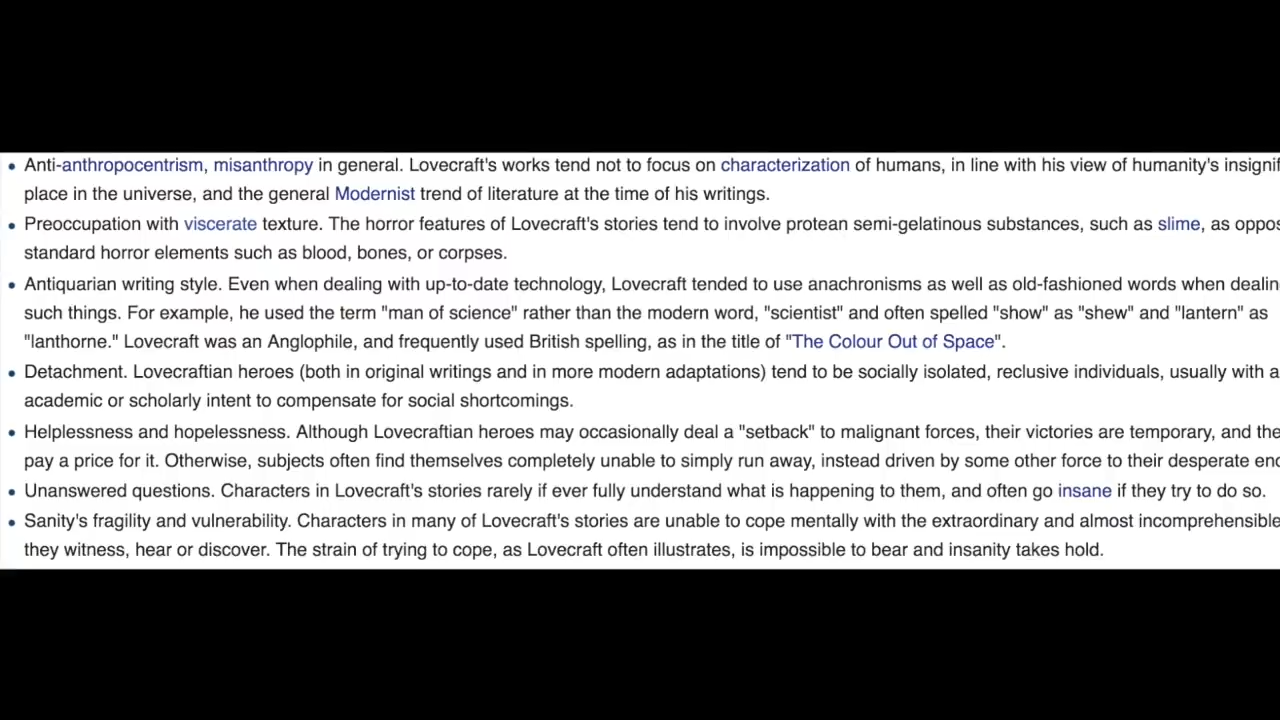 • Anti-anthropocentrism, misanthropy in general. Lovecraft's works tend not to focus on characterization of humans, in line with his view of humanity's
place in the universe, and the general Modernist trend of literature at the time of his writings.
• Preoccupation with viscerate texture. The horror features of Lovecraft's stories tend to involve protean semi-gelatinous substances, such as slime, as
standard horror elements such as blood, bones, or corpses.
• Antiquarian writing style. Even when dealing with up-to-date technology, Lovecraft tended to use anachronisms as well as old-fashioned words when
such things. For example, he used the term "man of science" rather than the modern word, "scientist" and often spelled "show" as "shew" and "lantern" as
"lanthorne." Lovecraft was an Anglophile, and frequently used British spelling, as in the title of "The Colour Out of Space".
• Detachment. Lovecraftian heroes (both in original writings and in more modern adaptations) tend to be socially isolated, reclusive individuals, usually with a
academic or scholarly intent to compensate for social shortcomings.
• Helplessness and hopelessness. Although Lovecraftian heroes may occasionally deal a "setback" to malignant forces, their victories are temporary, and the
pay a price for it. Otherwise, subjects often find themselves completely unable to simply run away, instead driven by some other force to their desperate
• Unanswered questions. Characters in Lovecraft's stories rarely if ever fully understand what is happening to them, and often go insane if they try to do so.
• Sanity's fragility and vulnerability. Characters in many of Lovecraft's stories are unable to cope mentally with the extraordinary and almost incomprehensible
they witness, hear or discover. The strain of trying to cope, as Lovecraft often illustrates, is impossible to bear and insanity takes hold.